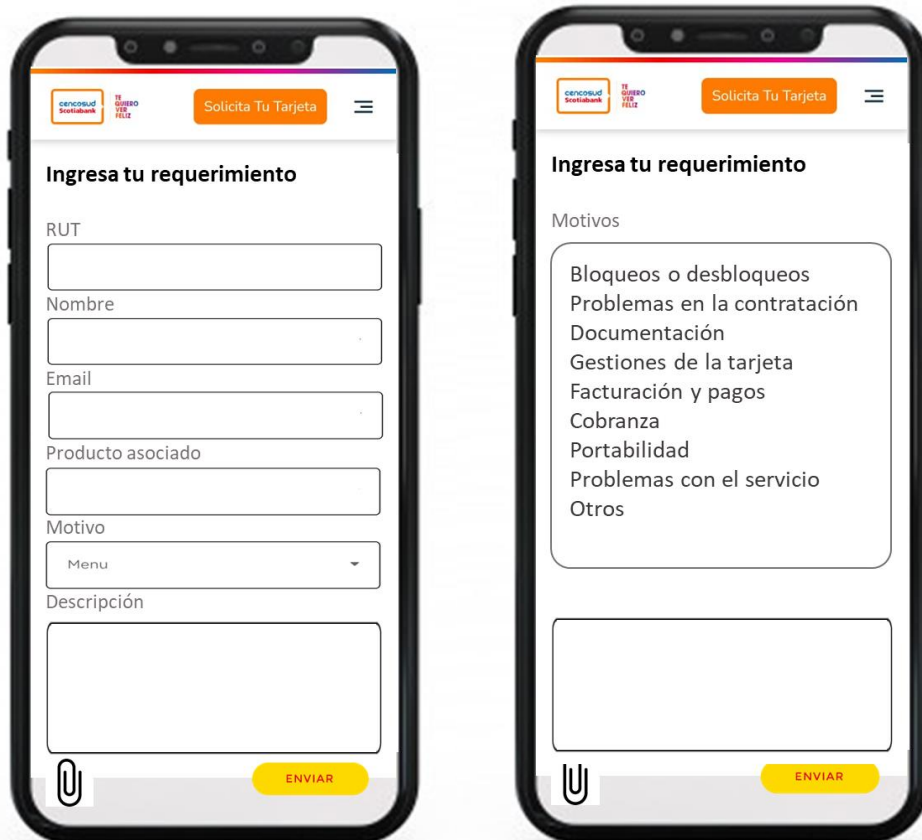 cencosud
Scotiabank
TE
QUIERO
VER
FELIZ
Solicita Tu Tarjeta
Ingresa tu requerimiento
RUT
Nombre
Email
Producto asociado
Motivo
Menu
Descripción
ENVIAR
cencosud
Scotiabank
TE
QUIERO
VER
FELIZ
Solicita Tu Tarjeta
Ingresa tu requerimiento
Motivos
Bloqueos o desbloqueos
Problemas en la contratación
Documentación
Gestiones de la tarjeta
Facturación y pagos
Cobranza
Portabilidad
Problemas con el servicio
Otros
ENVIAR